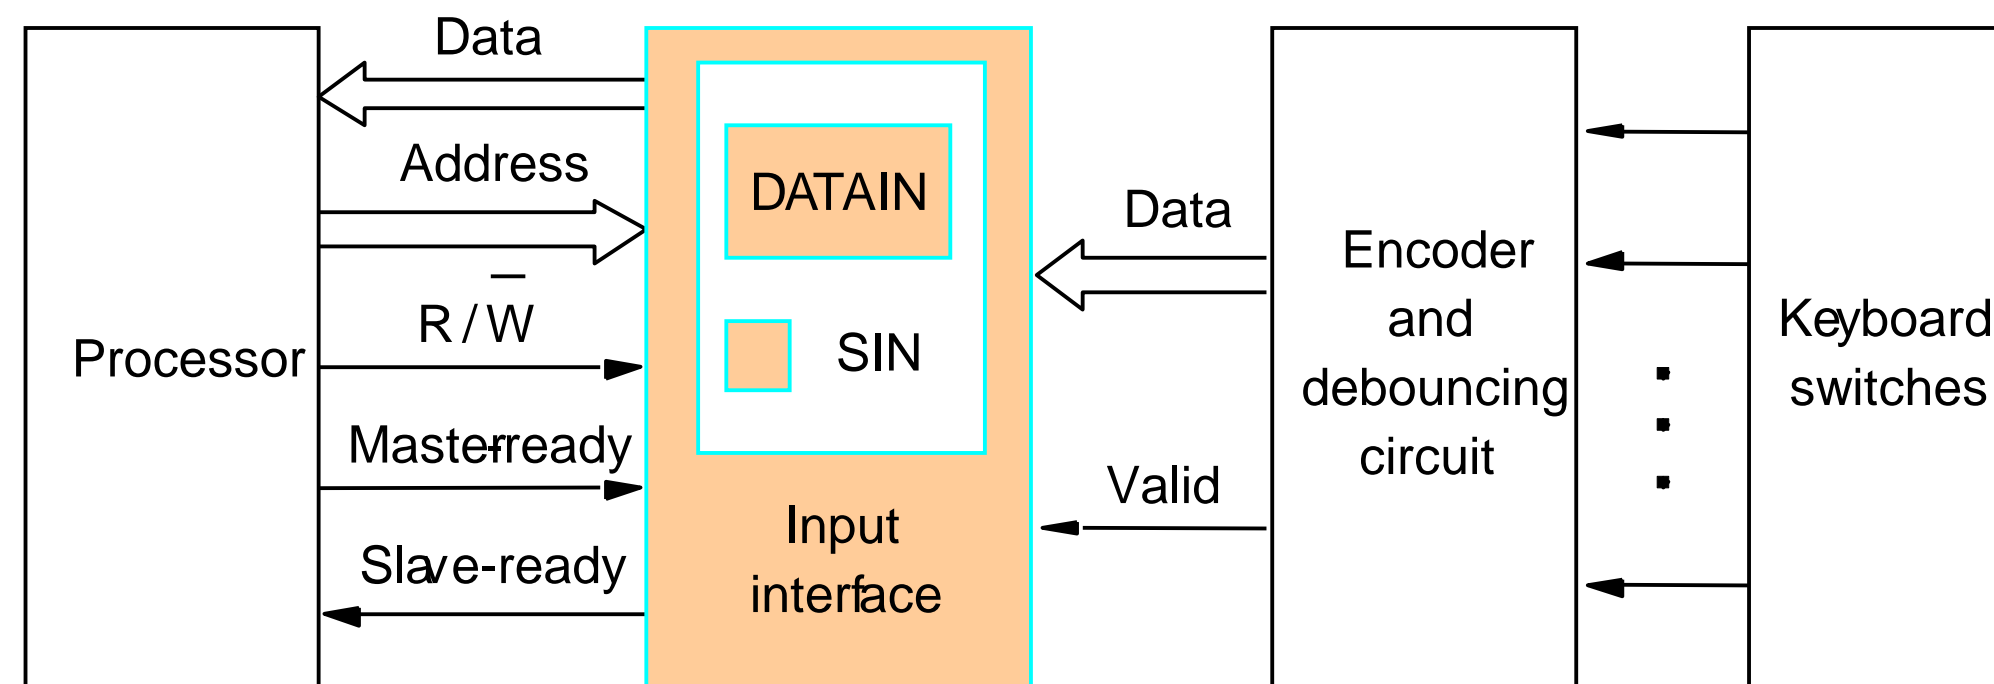 Processor
Data
Address
R / W̅
Master-ready
Slave-ready
DATAIN
SIN
Input
interface
Data
Valid
Encoder
and
debouncing
circuit
Keyboard
switches